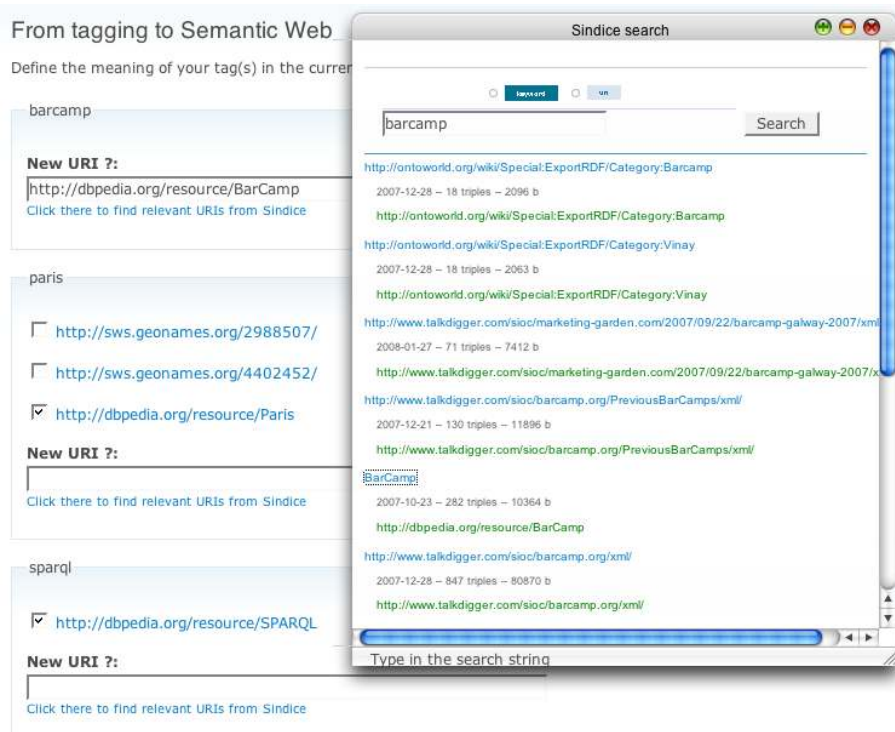 From tagging to Semantic Web
Define the meaning of your tag(s) in the curren
barcamp
New URI ?:
http://dbpedia.org/resource/BarCamp
Click there to find relevant URIs from Sindice
paris
http://sws.geonames.org/2988507/
http://sws.geonames.org/4402452/
http://dbpedia.org/resource/Paris
New URI ?:
Click there to find relevant URIs from Sindice
sparql
http://dbpedia.org/resource/SPARQL
New URI ?:
Click there to find relevant URIs from Sindice
Sindice search
keyword uri
barcamp Search
http://ontoworld.org/wiki/Special:ExportRDF/Category:Barcamp
2007-12-28 – 18 triples – 2096 b
http://ontoworld.org/wiki/Special:ExportRDF/Category:Barcamp
http://ontoworld.org/wiki/Special:ExportRDF/Category:Vinay
2007-12-28 – 18 triples – 2063 b
http://ontoworld.org/wiki/Special:ExportRDF/Category:Vinay
http://www.talkdigger.com/sioc/marketing-garden.com/2007/09/22/barcamp-galway-2007/xml
2008-01-27 – 71 triples – 7412 b
http://www.talkdigger.com/sioc/marketing-garden.com/2007/09/22/barcamp-galway-2007/x
http://www.talkdigger.com/sioc/barcamp.org/PreviousBarCamps/xml/
2007-12-21 – 130 triples – 11896 b
http://www.talkdigger.com/sioc/barcamp.org/PreviousBarCamps/xml/
BarCamp
2007-10-23 – 282 triples – 10364 b
http://dbpedia.org/resource/BarCamp
http://www.talkdigger.com/sioc/barcamp.org/xml/
2007-12-28 – 847 triples – 80870 b
http://www.talkdigger.com/sioc/barcamp.org/xml/
Type in the search string